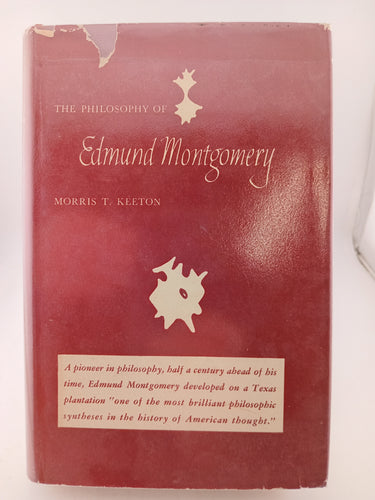 THE PHILOSOPHY OF
Edmund Montgomery
MORRIS T. KEETON
A pioneer in philosophy, half a century ahead of his
time, Edmund Montgomery developed on a Texas
plantation "one of the most brilliant philosophic
syntheses in the history of American thought."